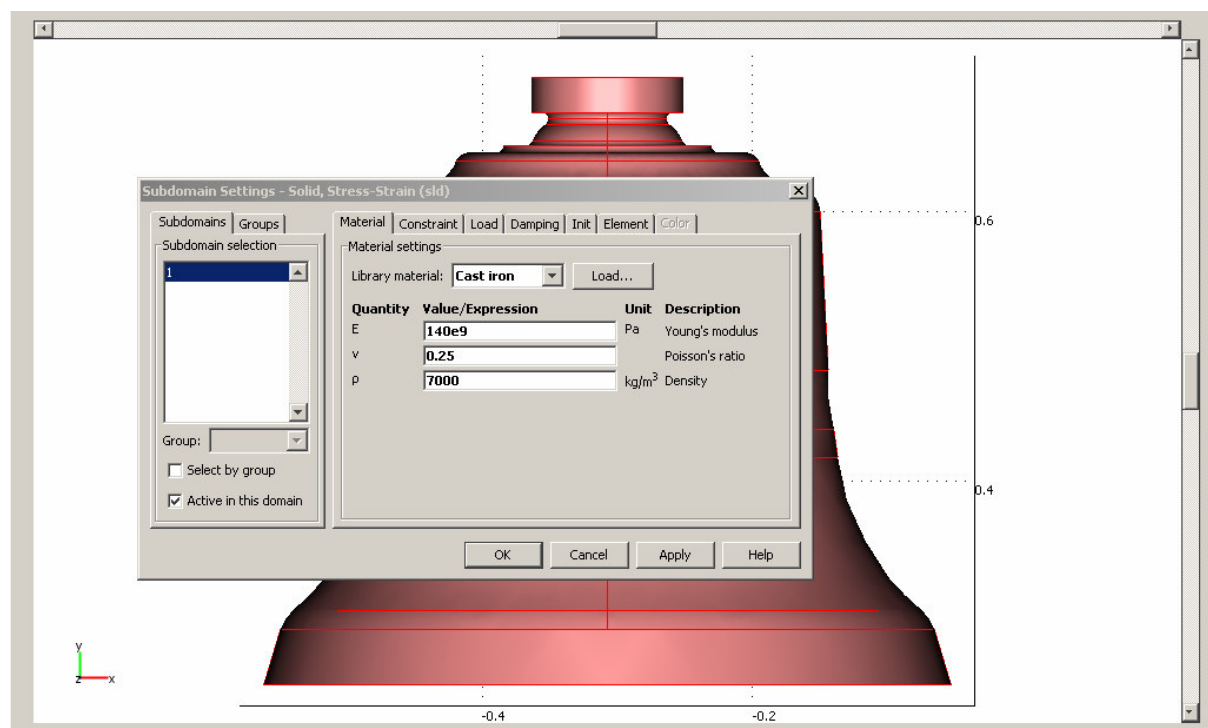 Subdomain Settings - Solid, Stress-Strain (sld)
Subdomains Groups
Subdomain selection
1
Group:
Select by group
Active in this domain
Material Constraint Load Damping Init Element Color
Material settings
Library material: Cast iron Load...
Quantity Value/Expression Unit Description
E 140e9 Pa Young's modulus
ν 0.25 Poisson's ratio
ρ 7000 kg/m³ Density
OK Cancel Apply Help
0.6
0.4
y
z x
-0.4 -0.2